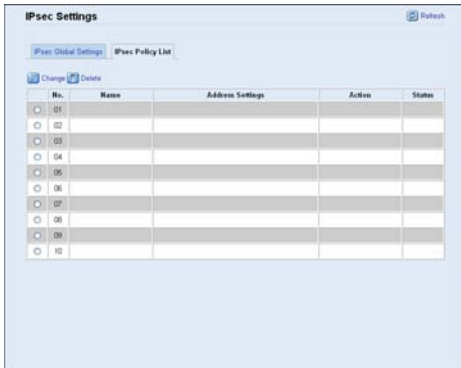 IPsec Settings
Refresh
IPsec Global Settings IPsec Policy List
Change Delete
No. Name Address Settings Action Status
01
02
03
04
05
06
07
08
09
10